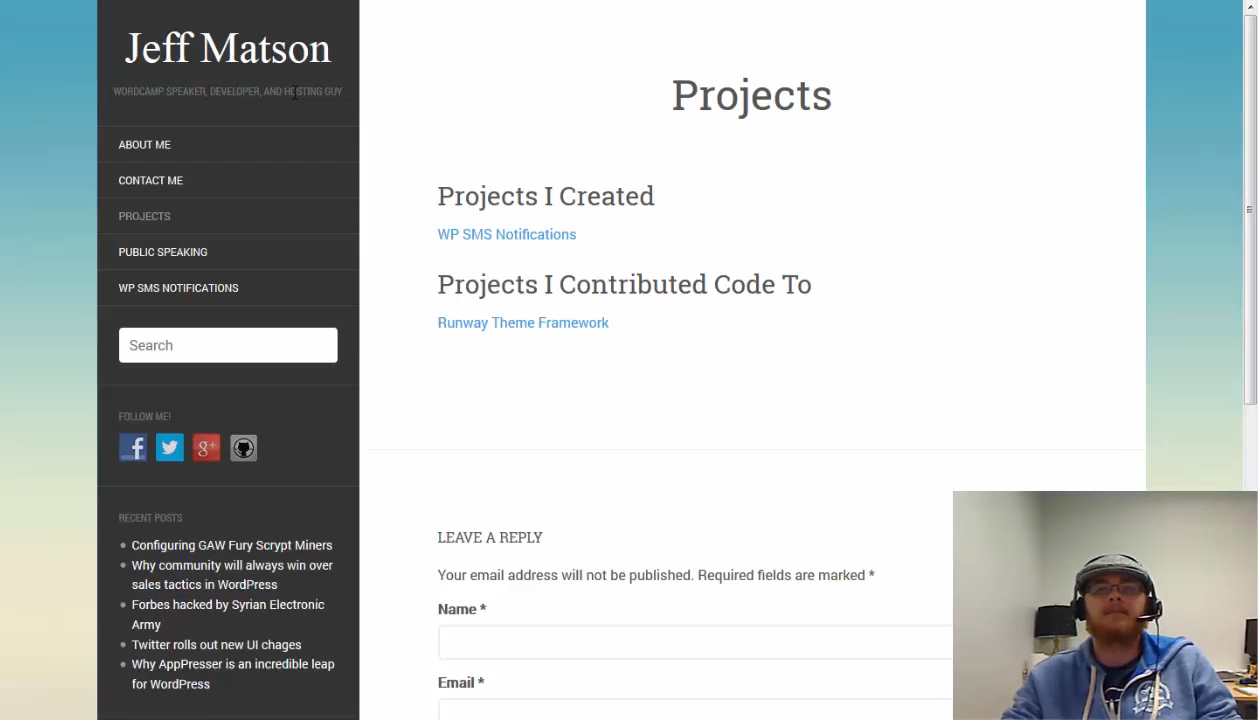 Jeff Matson
WORDCAMP SPEAKER, DEVELOPER, AND HOSTING GUY
ABOUT ME
CONTACT ME
PROJECTS
PUBLIC SPEAKING
WP SMS NOTIFICATIONS
Search
FOLLOW ME!
RECENT POSTS
Configuring GAW Fury Scrypt Miners
Why community will always win over
sales tactics in WordPress
Forbes hacked by Syrian Electronic
Army
Twitter rolls out new UI chages
Why AppPresser is an incredible leap
for WordPress
Projects
Projects I Created
WP SMS Notifications
Projects I Contributed Code To
Runway Theme Framework
LEAVE A REPLY
Your email address will not be published. Required fields are marked *
Name *
Email *